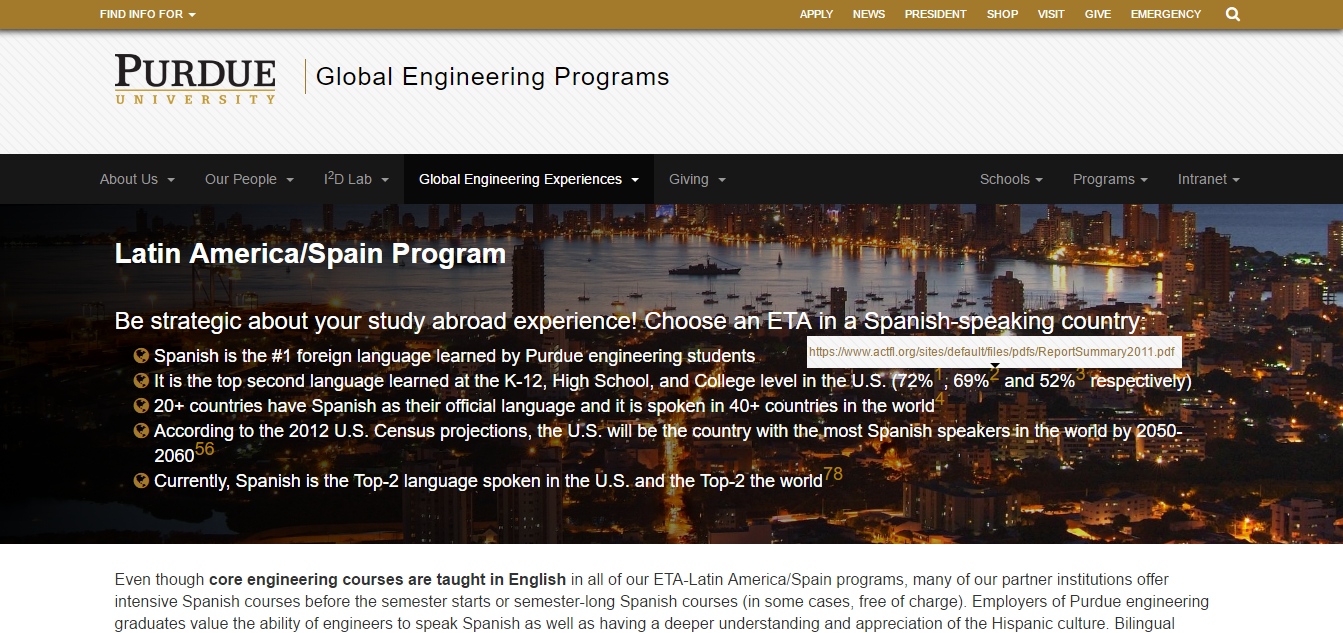 FIND INFO FOR
APPLY NEWS PRESIDENT SHOP VISIT GIVE EMERGENCY
PURDUE
UNIVERSITY
Global Engineering Programs
About Us Our People I²D Lab Global Engineering Experiences Giving Schools Programs Intranet
Latin America/Spain Program
Be strategic about your study abroad experience! Choose an ETA in a Spanish-speaking country:
Spanish is the #1 foreign language learned by Purdue engineering students
https://www.actfl.org/sites/default/files/pdfs/ReportSummary2011.pdf
It is the top second language learned at the K-12, High School, and College level in the U.S. (72%1, 69%2 and 52%3 respectively)
20+ countries have Spanish as their official language and it is spoken in 40+ countries in the world4
According to the 2012 U.S. Census projections, the U.S. will be the country with the most Spanish speakers in the world by 2050-
206056
Currently, Spanish is the Top-2 language spoken in the U.S. and the Top-2 the world78
Even though core engineering courses are taught in English in all of our ETA-Latin America/Spain programs, many of our partner institutions offer
intensive Spanish courses before the semester starts or semester-long Spanish courses (in some cases, free of charge). Employers of Purdue engineering
graduates value the ability of engineers to speak Spanish as well as having a deeper understanding and appreciation of the Hispanic culture. Bilingual